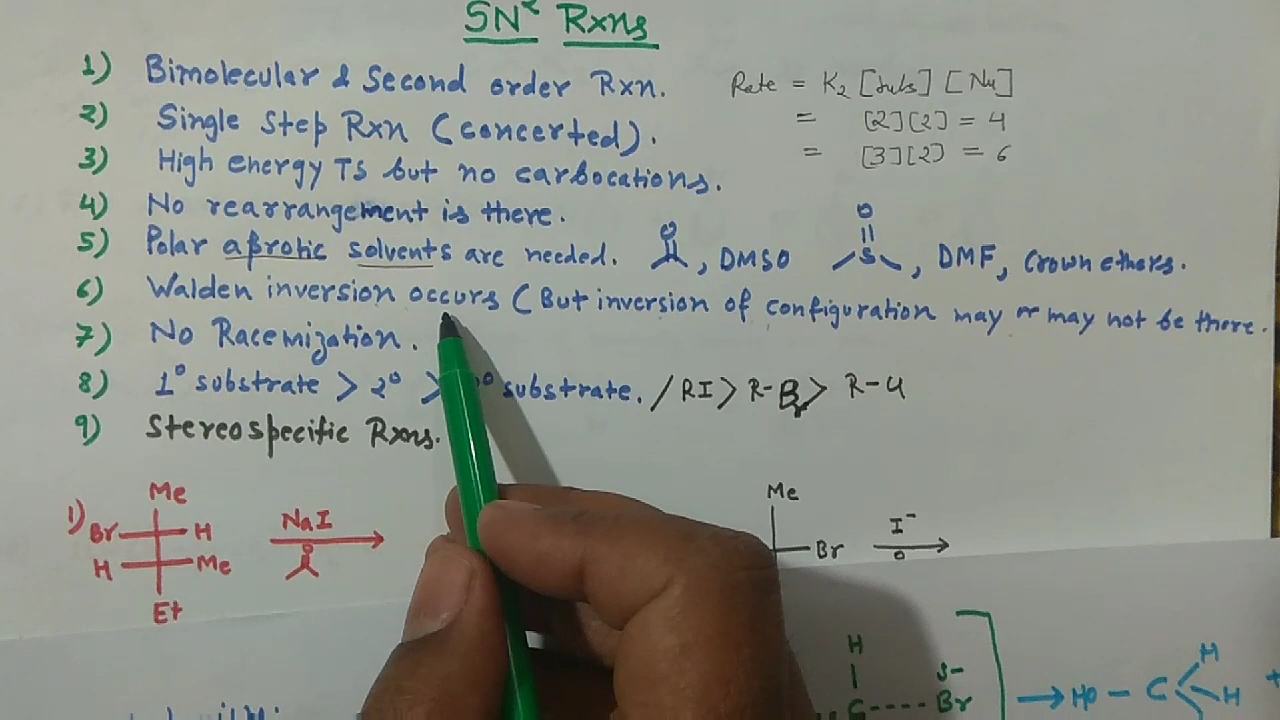 SN² Rxns
1) Bimolecular & Second order Rxn. Rate = K2 [Subs] [Nu]
= [2][2] = 4
= [3][2] = 6
2) Single Step Rxn (concerted).
3) High energy TS but no carbocations.
4) No rearrangement is there.
5) Polar aprotic solvents are needed. O, DMSO O S, DMF, Crown ethers.
6) Walden inversion occurs (But inversion of configuration may or may not be there.
7) No Racemization.
8) 1° substrate > 2° > ° substrate. / RI > R-Br > R-Cl
9) Stereospecific Rxns.
1) Me
Br H
H Me
Et
NaI
O
Me
Br
I⁻
O
H
C
δ-
Br
HO - C
H
H
+